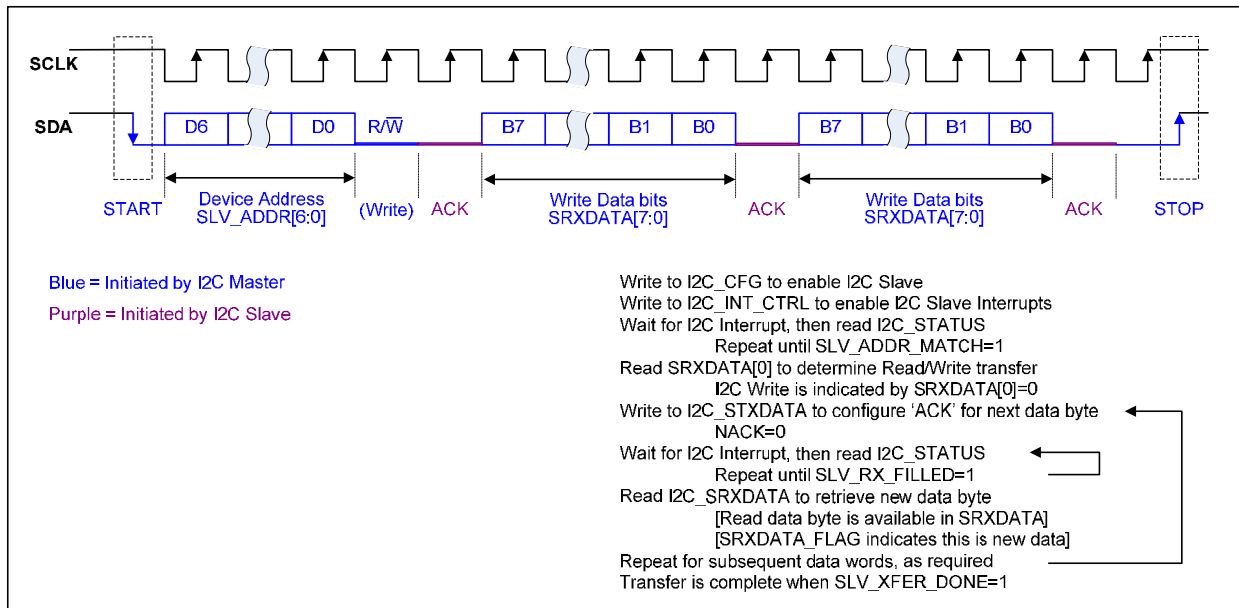 SCLK
SDA
D6 D0 R/W̅ B7 B1 B0 B7 B1 B0
START
Device Address
SLV_ADDR[6:0]
(Write)
ACK
Write Data bits
SRXDATA[7:0]
ACK
Write Data bits
SRXDATA[7:0]
ACK
STOP
Blue = Initiated by I2C Master
Purple = Initiated by I2C Slave
Write to I2C_CFG to enable I2C Slave
Write to I2C_INT_CTRL to enable I2C Slave Interrupts
Wait for I2C Interrupt, then read I2C_STATUS
Repeat until SLV_ADDR_MATCH=1
Read SRXDATA[0] to determine Read/Write transfer
I2C Write is indicated by SRXDATA[0]=0
Write to I2C_STXDATA to configure ‘ACK’ for next data byte
NACK=0
Wait for I2C Interrupt, then read I2C_STATUS
Repeat until SLV_RX_FILLED=1
Read I2C_SRXDATA to retrieve new data byte
[Read data byte is available in SRXDATA]
[SRXDATA_FLAG indicates this is new data]
Repeat for subsequent data words, as required
Transfer is complete when SLV_XFER_DONE=1